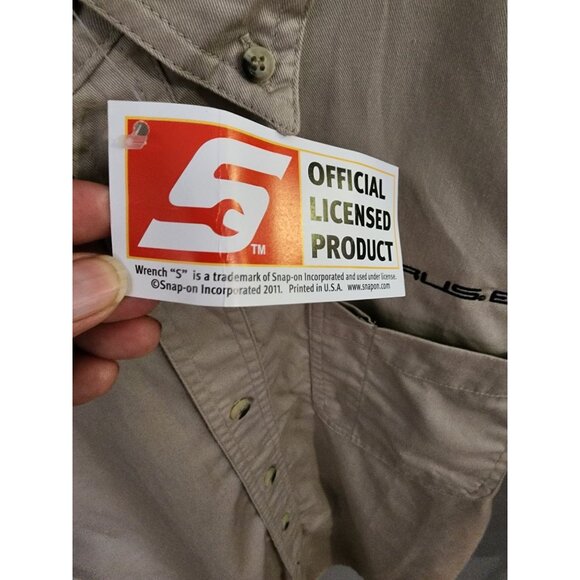 OFFICIAL
LICENSED
PRODUCT
TM
Wrench "S" is a trademark of Snap-on Incorporated and used under license.
©Snap-on Incorporated 2011. Printed in U.S.A. www.snapon.com